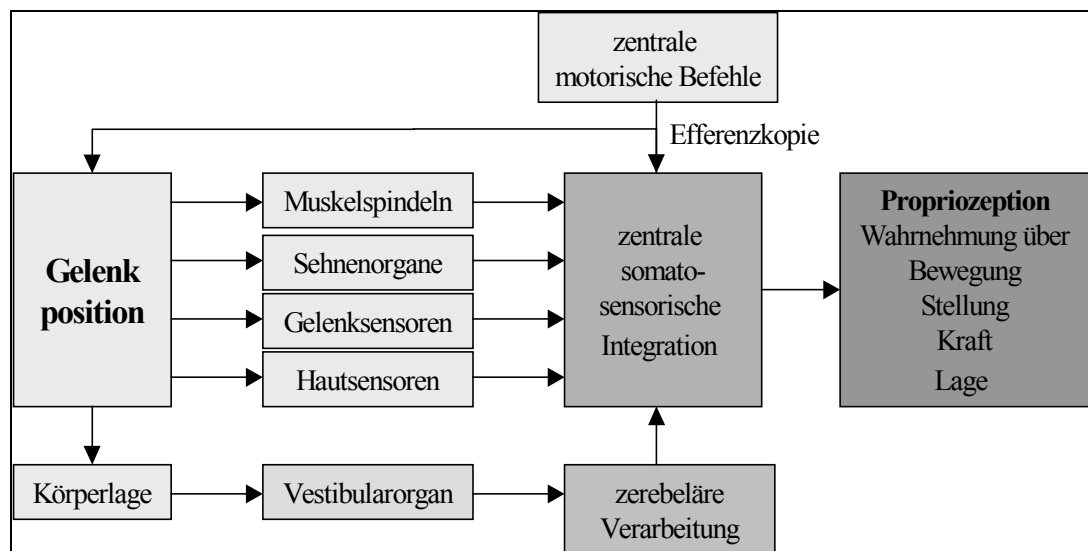 zentrale
motorische Befehle
Efferenzkopie
Gelenk
position
Muskelspindeln
Sehnenorgane
Gelenksensoren
Hautsensoren
zentrale
somato-
sensorische
Integration
Propriozeption
Wahrnehmung über
Bewegung
Stellung
Kraft
Lage
Körperlage
Vestibularorgan
zerebeläre
Verarbeitung